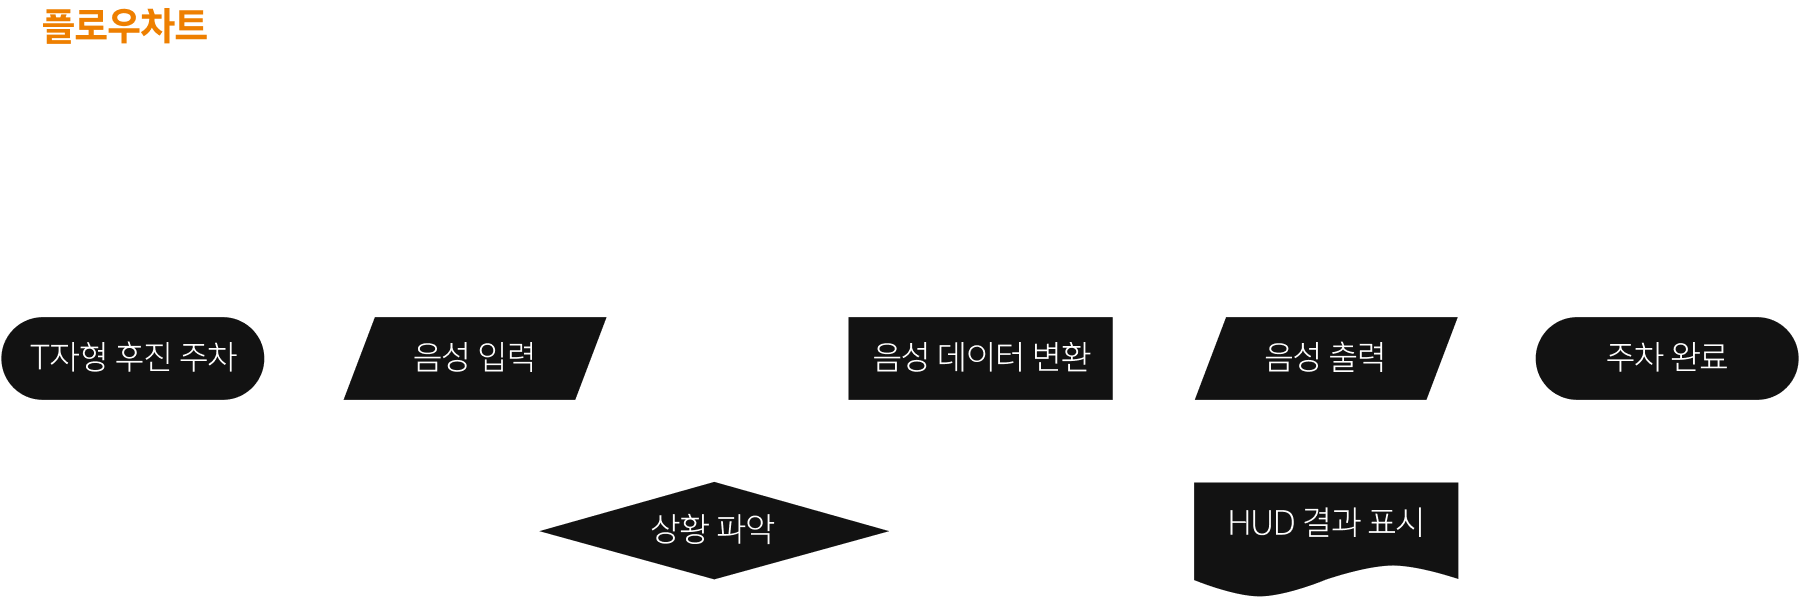 플로우차트
T자형 후진 주차
음성 입력
음성 데이터 변환
음성 출력
주차 완료
상황 파악
HUD 결과 표시